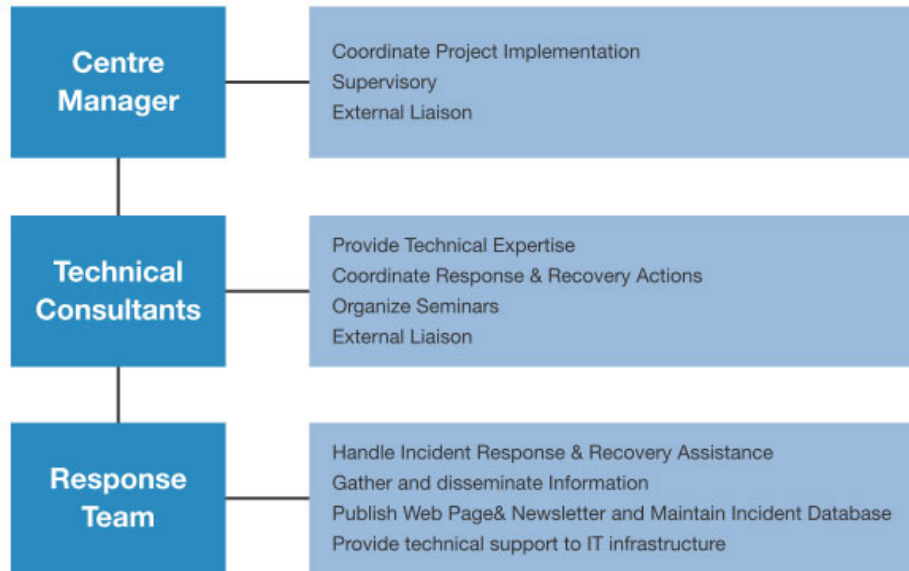 Centre
Manager
Coordinate Project Implementation
Supervisory
External Liaison
Technical
Consultants
Provide Technical Expertise
Coordinate Response & Recovery Actions
Organize Seminars
External Liaison
Response
Team
Handle Incident Response & Recovery Assistance
Gather and disseminate Information
Publish Web Page& Newsletter and Maintain Incident Database
Provide technical support to IT infrastructure